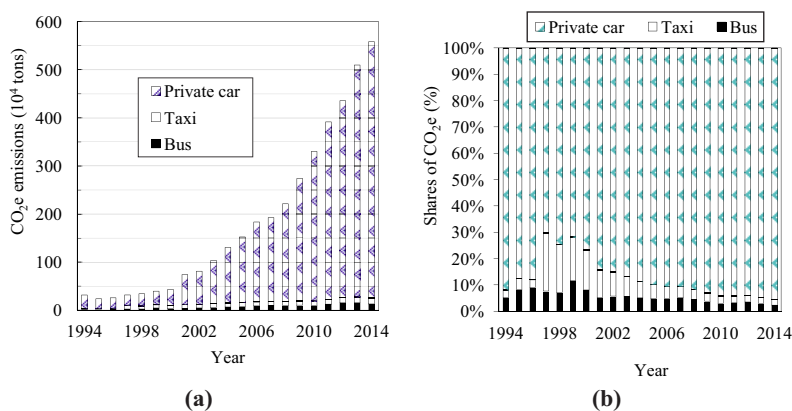 CO₂e emissions (10⁴ tons)
600
500
400
300
200
100
0
Private car
Taxi
Bus
1994 1998 2002 2006 2010 2014
Year
(a)
Private car Taxi Bus
Shares of CO₂e (%)
100%
90%
80%
70%
60%
50%
40%
30%
20%
10%
0%
1994 1998 2002 2006 2010 2014
Year
(b)